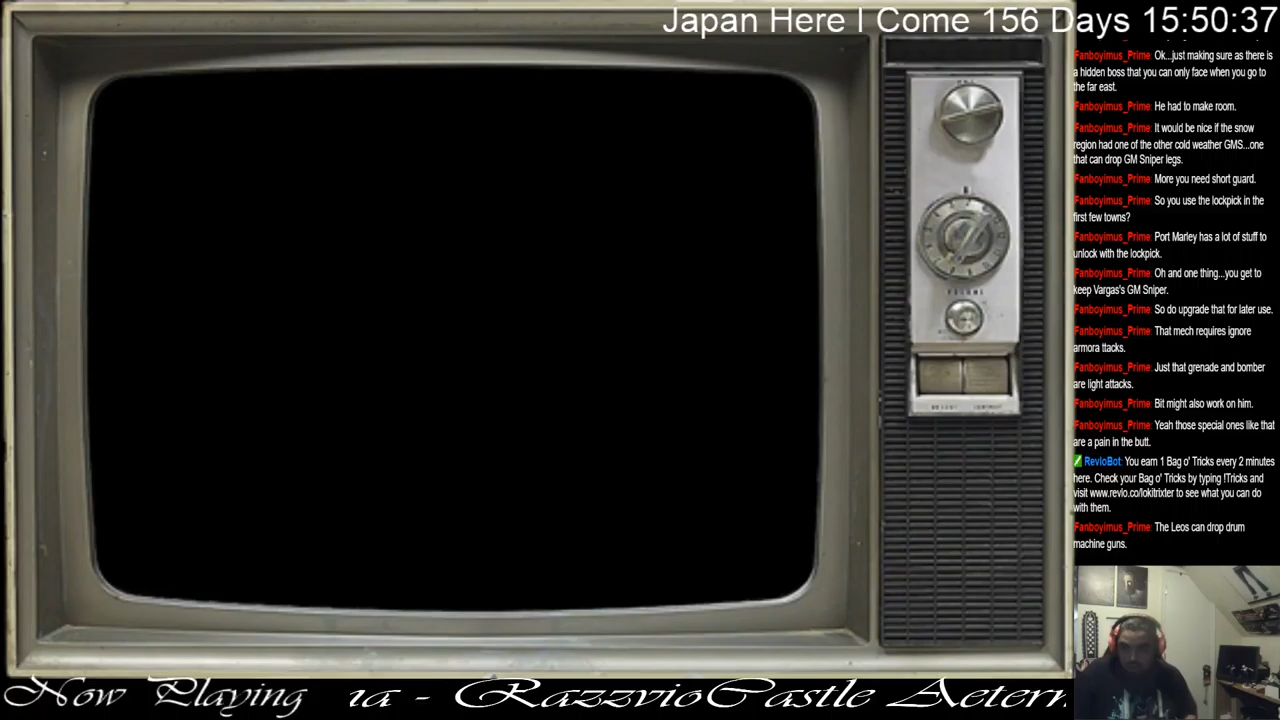 Japan Here I Come 156 Days 15:50:37
Fanboyimus_Prime: Ok...just making sure as there is
a hidden boss that you can only face when you go to
the far east.
Fanboyimus_Prime: He had to make room.
Fanboyimus_Prime: It would be nice if the snow
region had one of the other cold weather GMS...one
that can drop GM Sniper legs.
Fanboyimus_Prime: More you need short guard.
Fanboyimus_Prime: So you use the lockpick in the
first few towns?
Fanboyimus_Prime: Port Marley has a lot of stuff to
unlock with the lockpick.
Fanboyimus_Prime: Oh and one thing...you get to
keep Vargas's GM Sniper.
Fanboyimus_Prime: So do upgrade that for later use.
Fanboyimus_Prime: That mech requires ignore
armora ttacks.
Fanboyimus_Prime: Just that grenade and bomber
are light attacks.
Fanboyimus_Prime: Bit might also work on him.
Fanboyimus_Prime: Yeah those special ones like that
are a pain in the butt.
RevloBot: You earn 1 Bag o' Tricks every 2 minutes
here. Check your Bag o' Tricks by typing !Tricks and
visit www.revlo.co/lokitrixter to see what you can do
with them.
Fanboyimus_Prime: The Leos can drop drum
machine guns.
VOLUME
Now Playing ua - RazzvioCastle Aetern